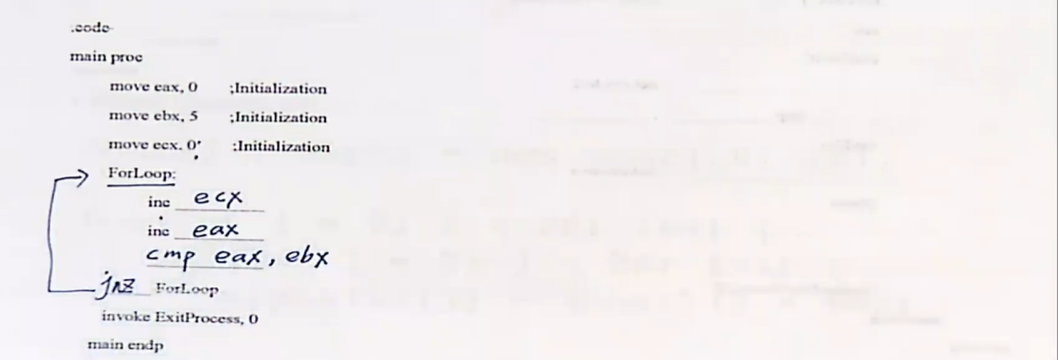 .code
main proc
move eax, 0 ;Initialization
move ebx, 5 ;Initialization
move ecx, 0 ;Initialization
ForLoop:
inc ecx
inc eax
cmp eax, ebx
jnz ForLoop
invoke ExitProcess, 0
main endp